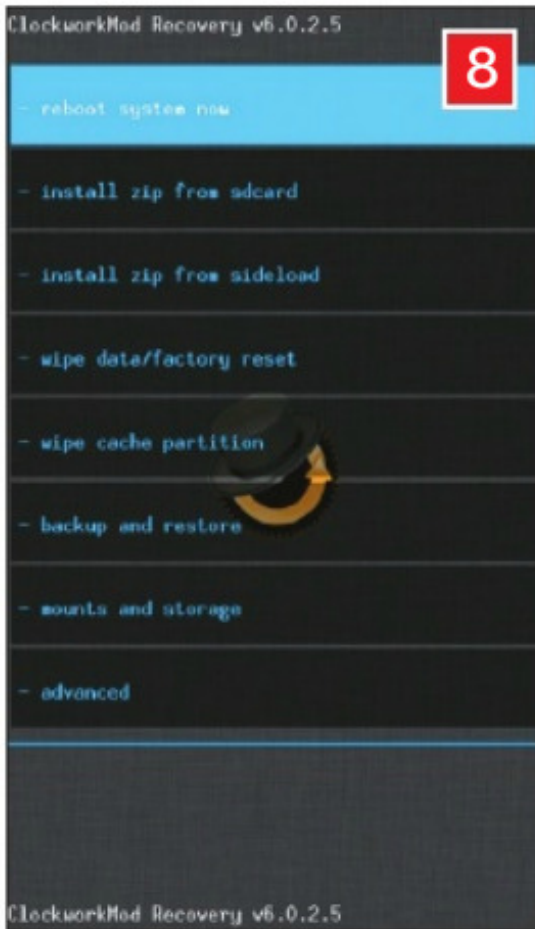 ClockworkMod Recovery v6.0.2.5
8
- reboot system now
- install zip from sdcard
- install zip from sideload
- wipe data/factory reset
- wipe cache partition
- backup and restore
- mounts and storage
- advanced
ClockworkMod Recovery v6.0.2.5